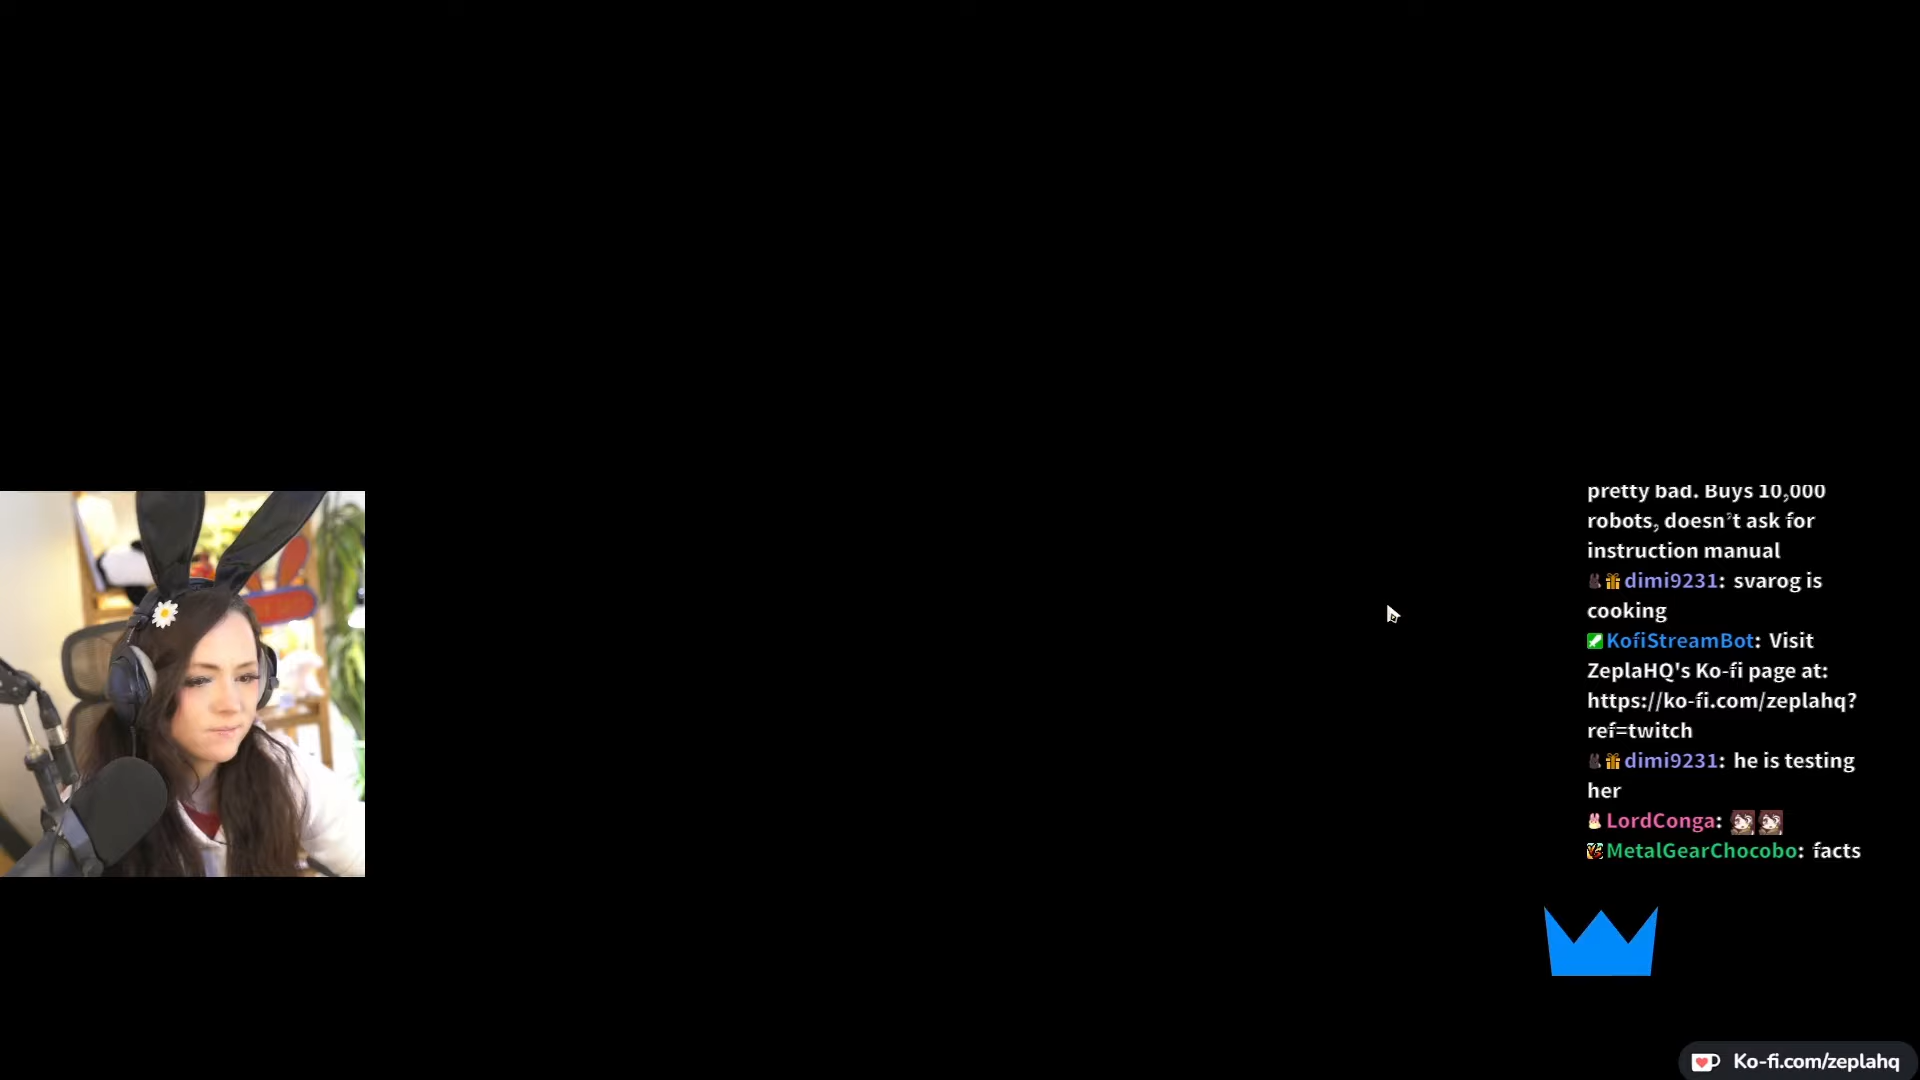 pretty bad. Buys 10,000
robots, doesn't ask for
instruction manual
dimi9231: svarog is
cooking
KofiStreamBot: Visit
ZeplaHQ's Ko-fi page at:
https://ko-fi.com/zeplahq?
ref=twitch
dimi9231: he is testing
her
LordConga:
MetalGearChocobo: facts
Ko-fi.com/zeplahq